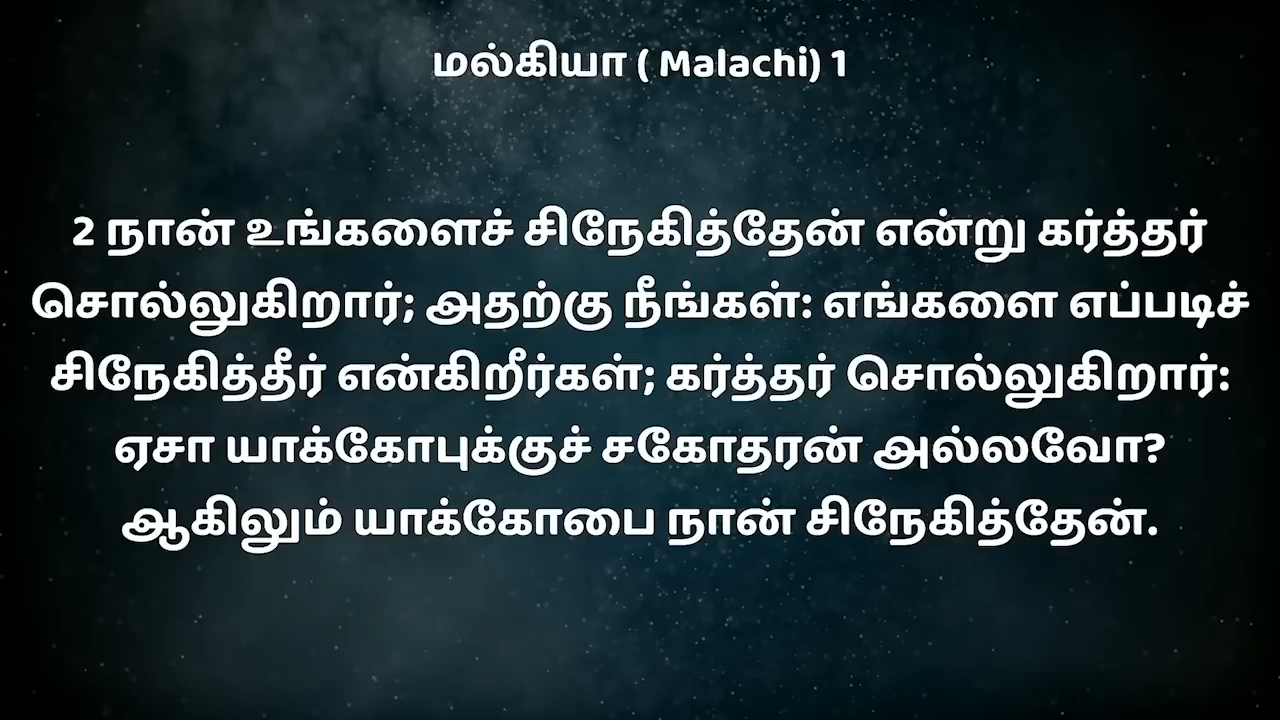 மல்கியா ( Malachi) 1
2 நான் உங்களைச் சிநேகித்தேன் என்று கர்த்தர்
சொல்லுகிறார்; அதற்கு நீங்கள்: எங்களை எப்படிச்
சிநேகித்தீர் என்கிறீர்கள்; கர்த்தர் சொல்லுகிறார்:
ஏசா யாக்கோபுக்குச் சகோதரன் அல்லவோ?
ஆகிலும் யாக்கோபை நான் சிநேகித்தேன்.